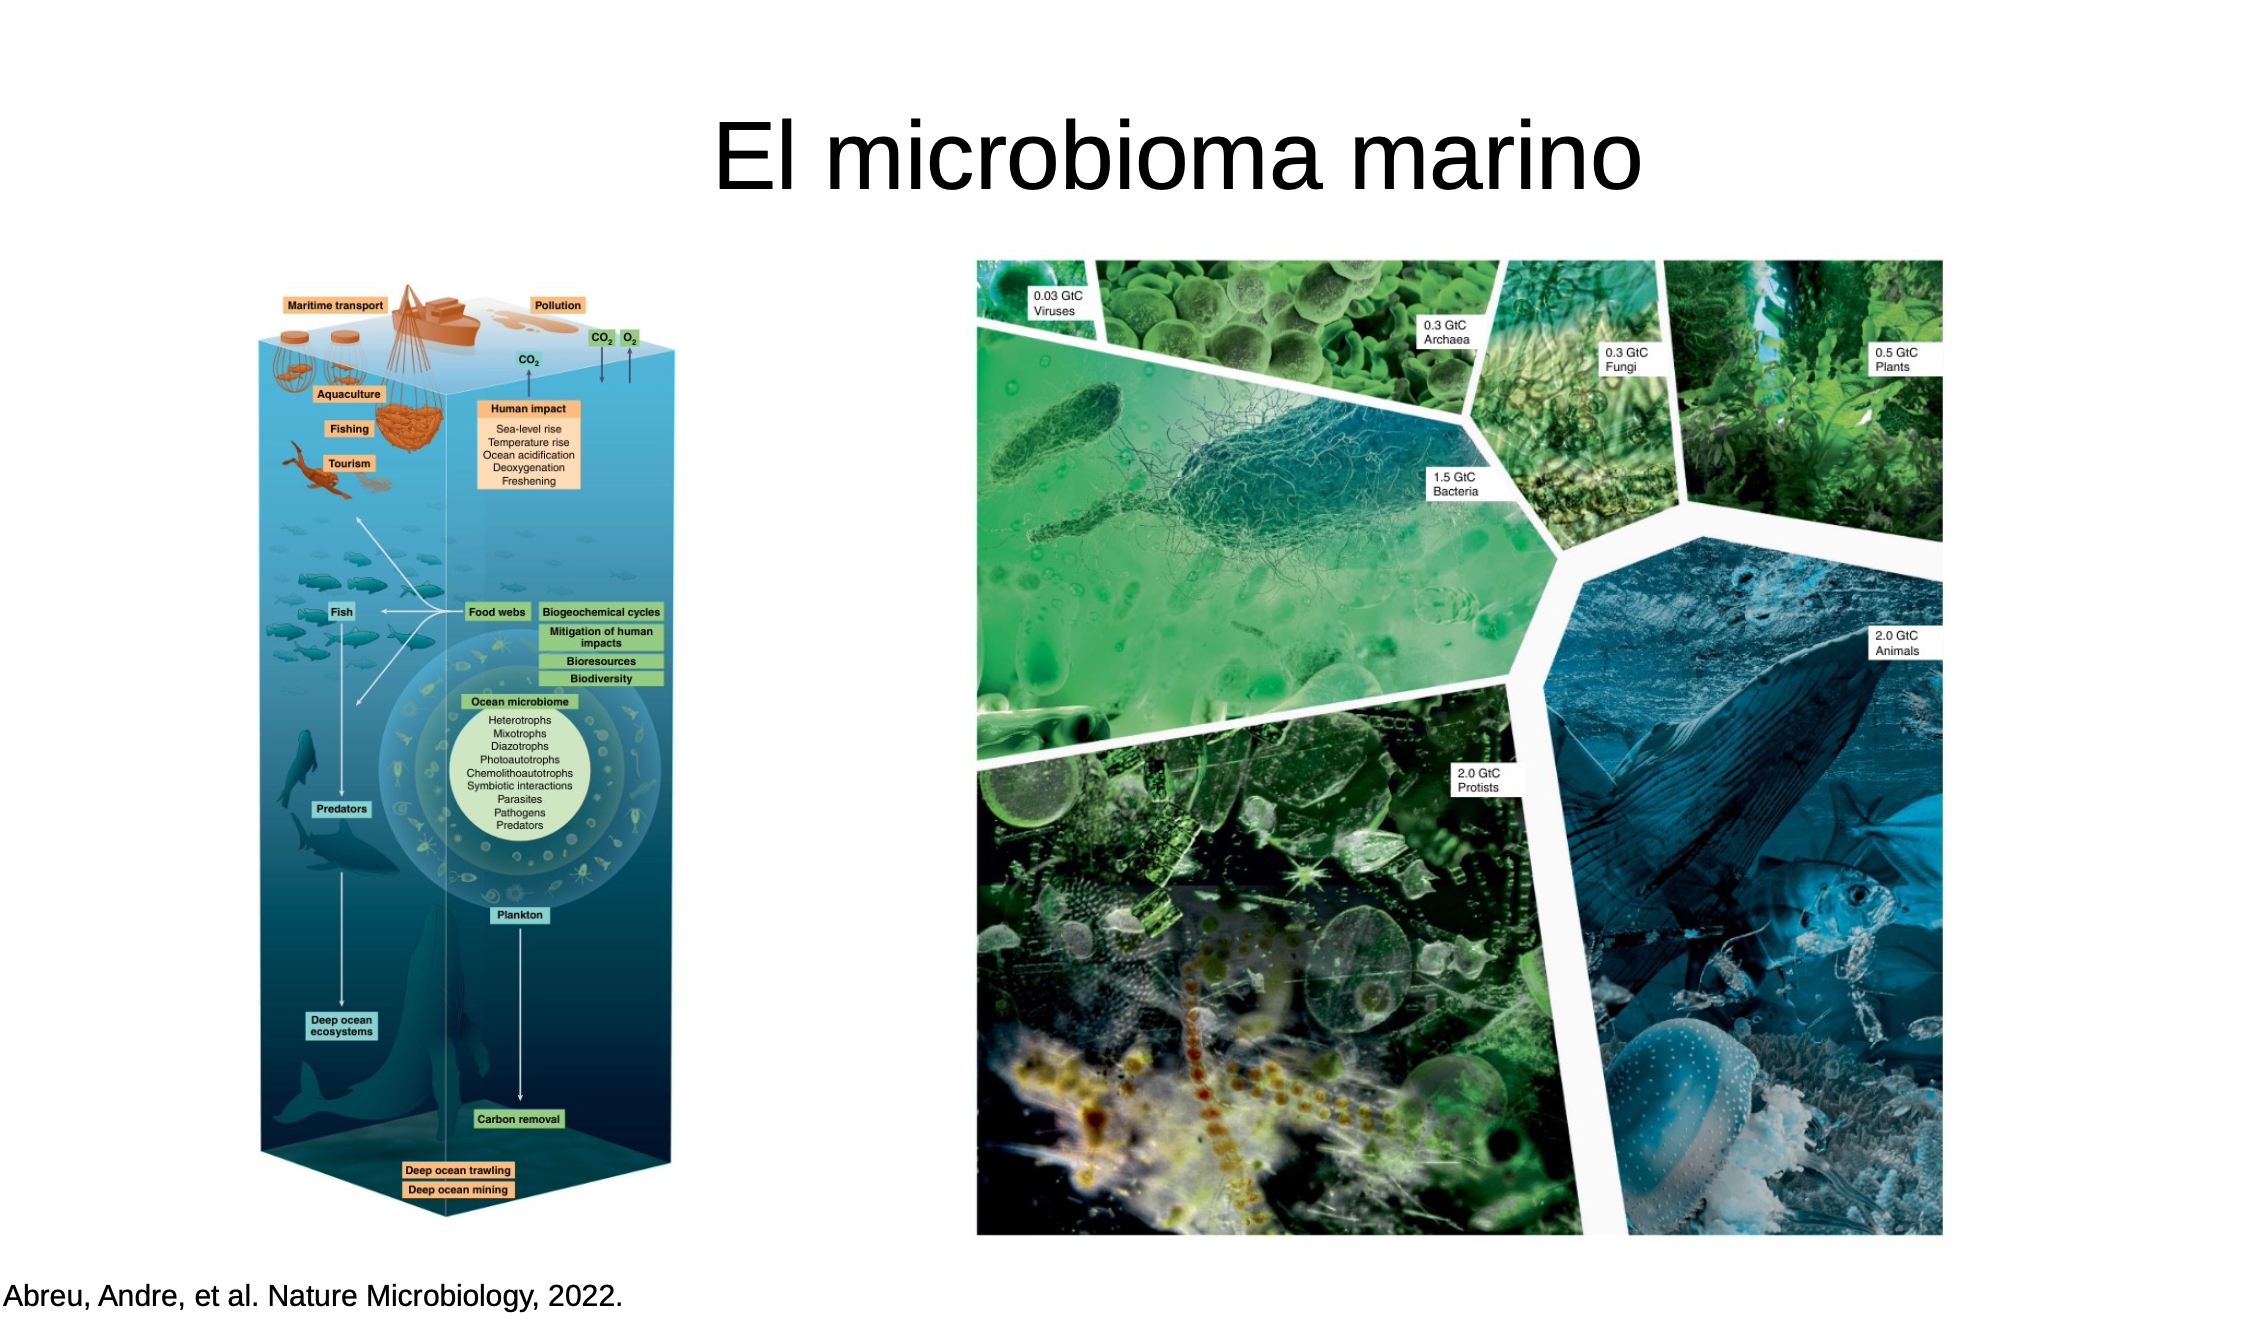 El microbioma marino
Maritime transport
Pollution
CO2
O2
CO2
Aquaculture
Fishing
Tourism
Human impact
Sea-level rise
Temperature rise
Ocean acidification
Deoxygenation
Freshening
Fish
Food webs
Biogeochemical cycles
Mitigation of human
impacts
Bioresources
Biodiversity
Ocean microbiome
Heterotrophs
Mixotrophs
Diazotrophs
Photoautotrophs
Chemolithoautotrophs
Symbiotic interactions
Parasites
Pathogens
Predators
Predators
Plankton
Deep ocean
ecosystems
Carbon removal
Deep ocean trawling
Deep ocean mining
0.03 GtC
Viruses
0.3 GtC
Archaea
0.3 GtC
Fungi
0.5 GtC
Plants
1.5 GtC
Bacteria
2.0 GtC
Animals
2.0 GtC
Protists
Abreu, Andre, et al. Nature Microbiology, 2022.